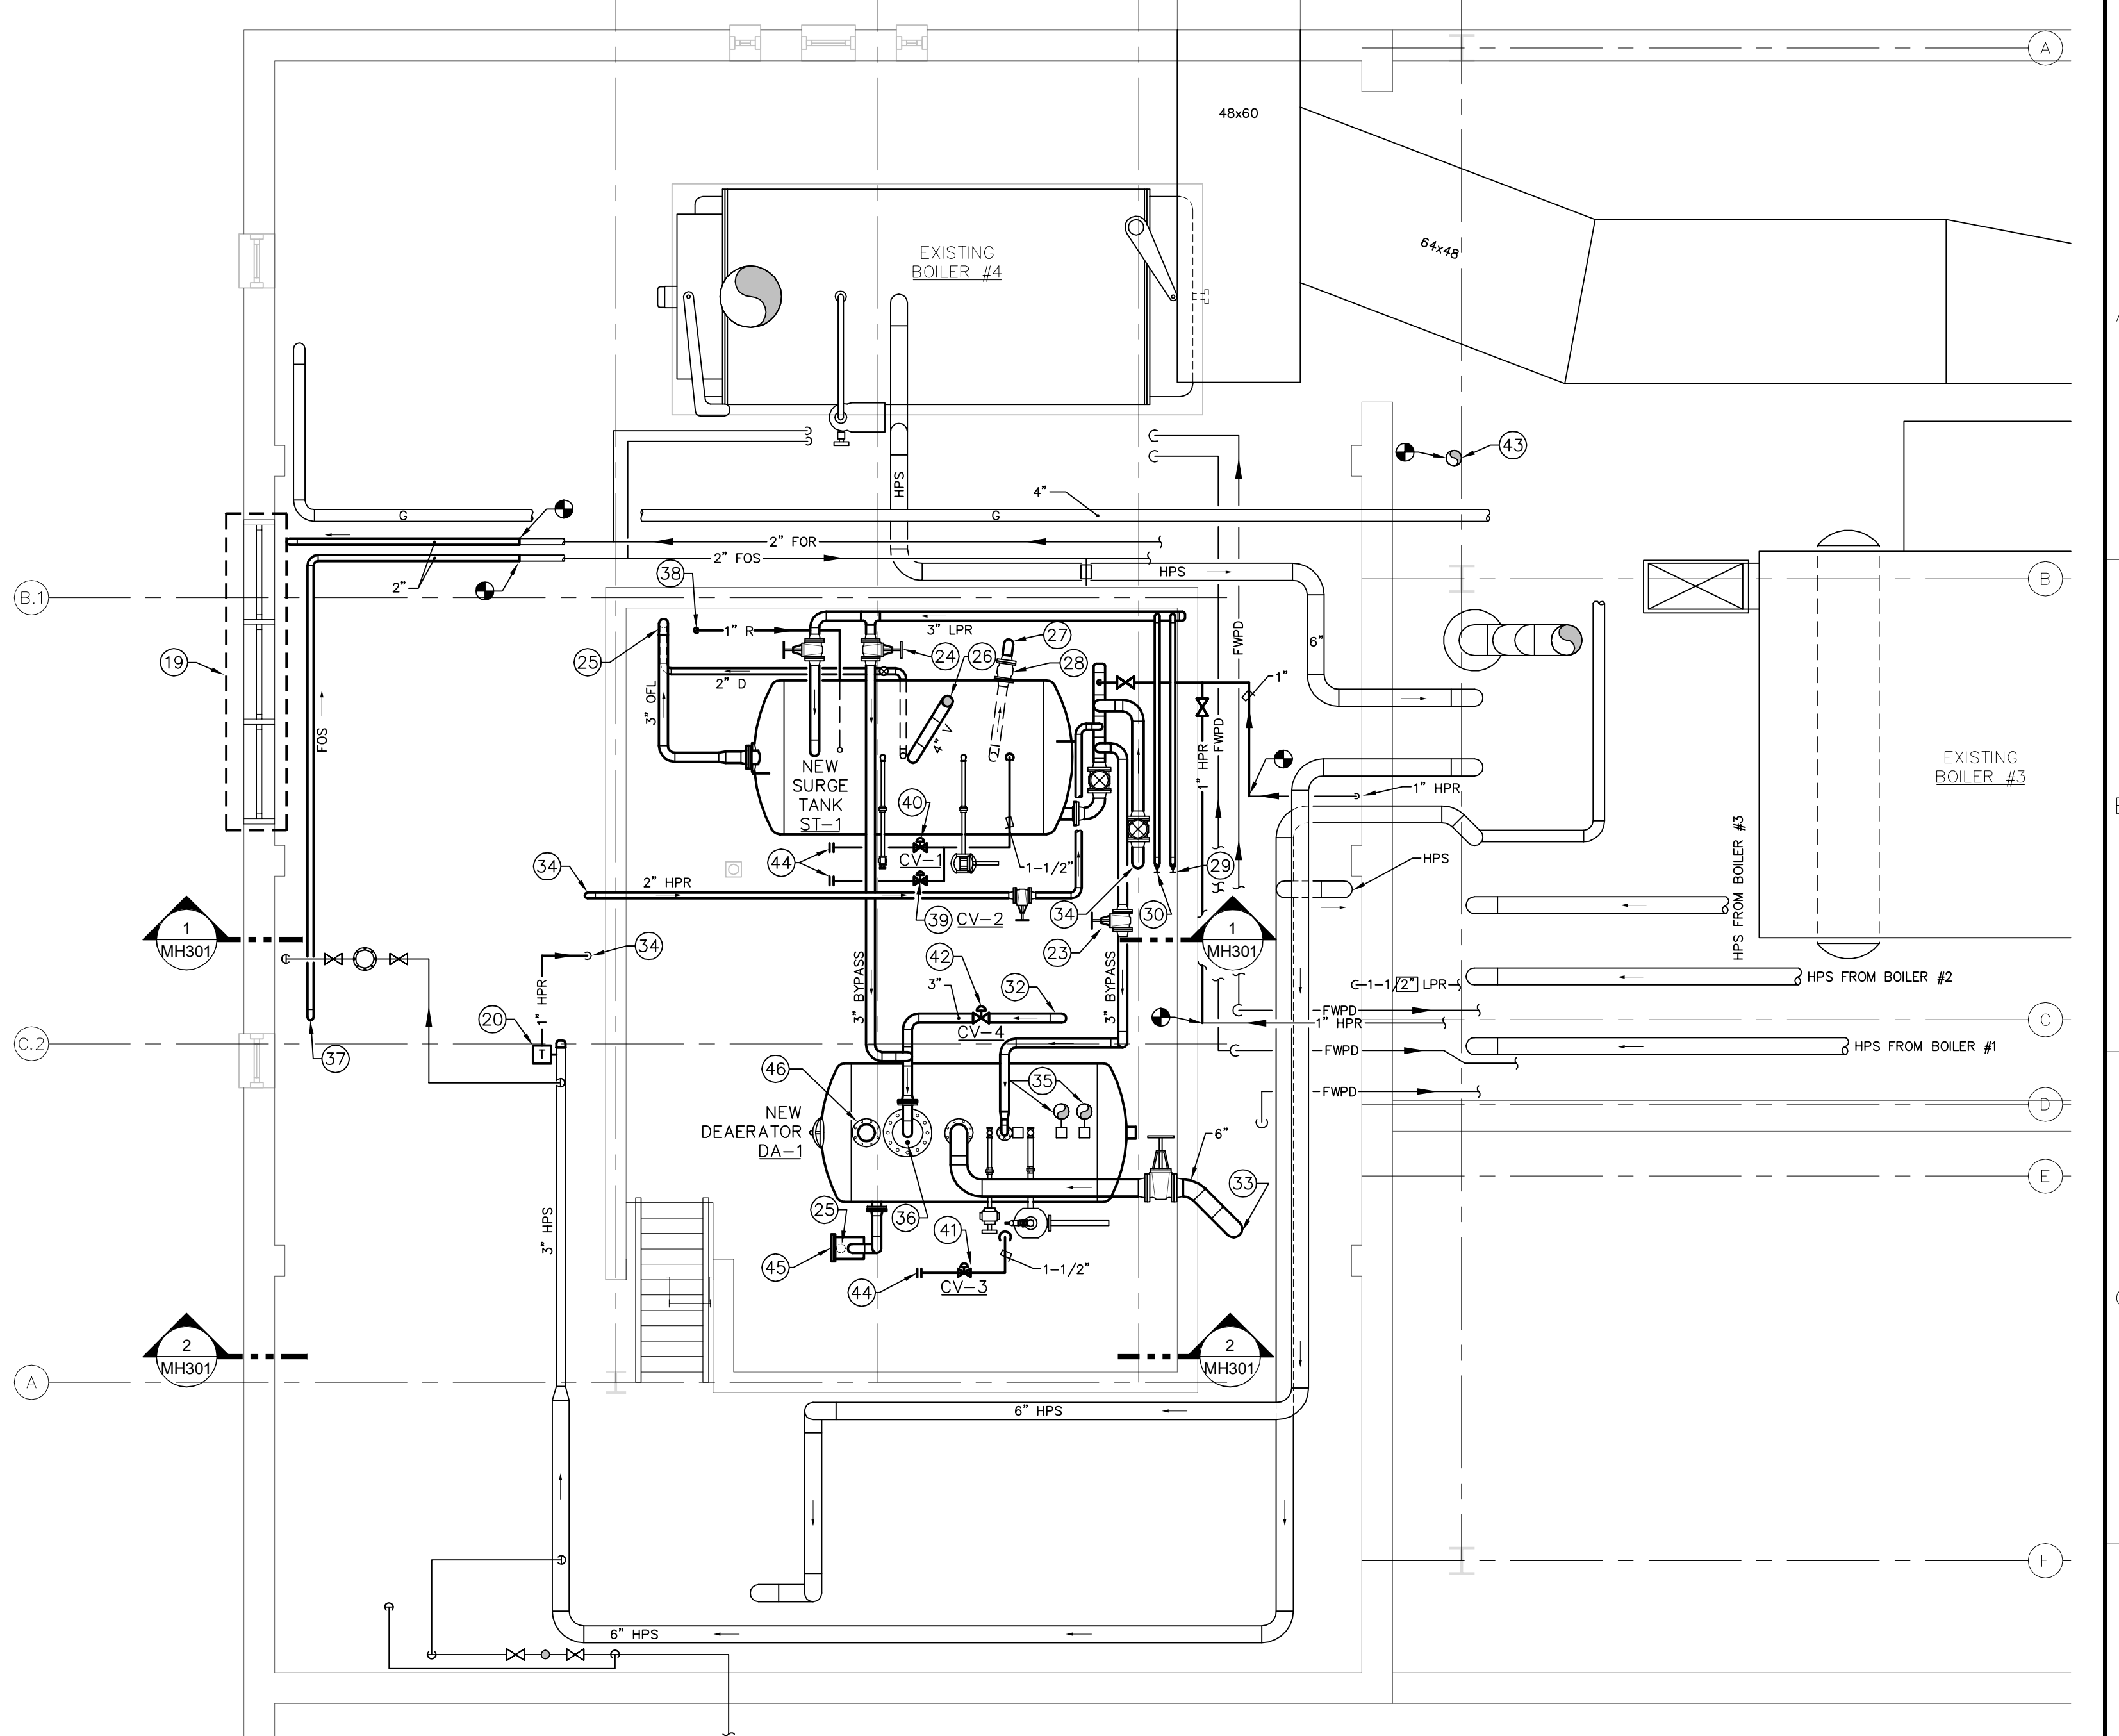 A
48x60
EXISTING
BOILER #4
64x48
43
HPS
4”
G
G
2” FOR
2” FOS
38
HPS
B
B.1
2”
1” R
3” LPR
27
24
26
28
25
2” D
FWPD
6”
1”
19
3” OFL
4” V
FOS
NEW
SURGE
TANK
ST-1
1” HPR
FWPD
1” HPR
EXISTING
BOILER #3
40
44
CV-1
1-1/2”
29
HPS
34
2” HPR
39
CV-2
34
30
HPS FROM BOILER #3
1
MH301
1
MH301
34
42
23
3” BYPASS
3” BYPASS
3”
32
1-1/2” LPR
HPS FROM BOILER #2
1” HPR
20
T
CV-4
FWPD
1” HPR
C
C.2
37
FWPD
HPS FROM BOILER #1
46
35
FWPD
D
NEW
DEAERATOR
DA-1
6”
E
33
25
36
41
3” HPS
45
1-1/2”
44
CV-3
2
MH301
2
MH301
A
6” HPS
F
6” HPS